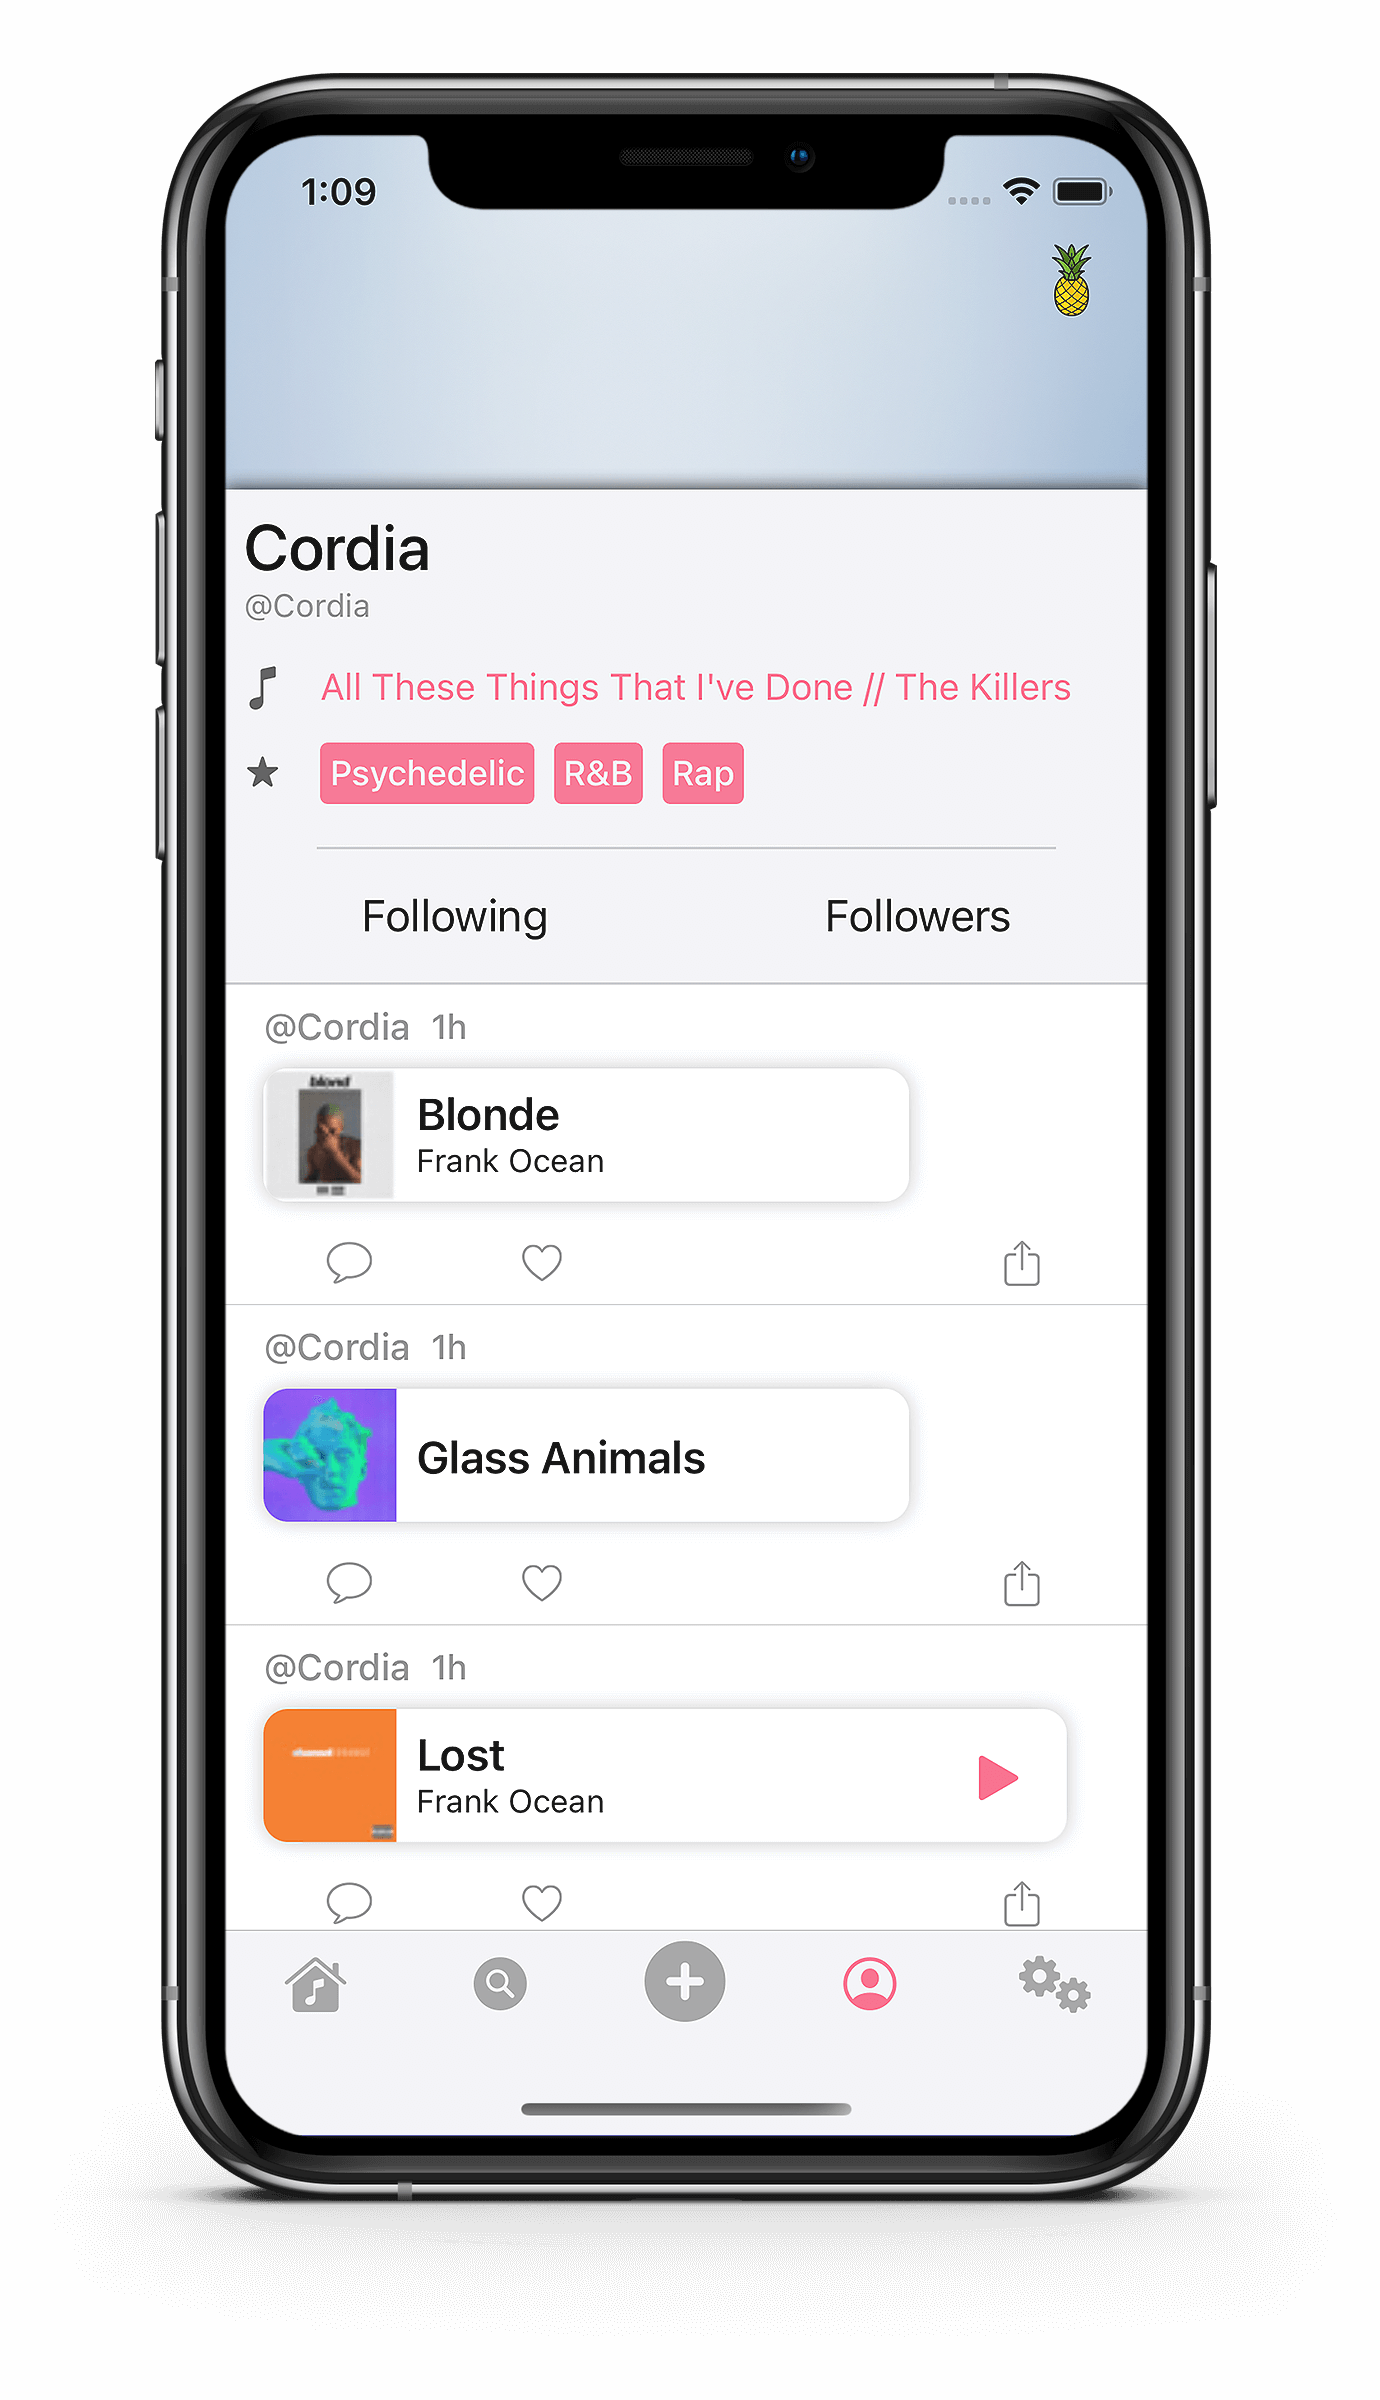 1:09
Cordia
@Cordia
All These Things That I've Done // The Killers
Psychedelic R&B Rap
Following Followers
@Cordia 1h
blond
Blonde
Frank Ocean
@Cordia 1h
Glass Animals
@Cordia 1h
Lost
Frank Ocean